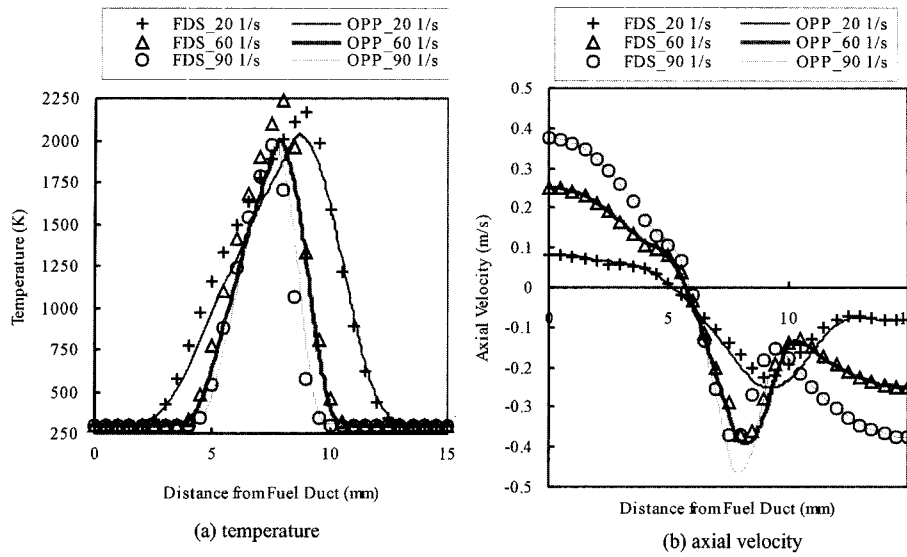 FDS_20 1/s OPP_20 1/s
FDS_60 1/s OPP_60 1/s
FDS_90 1/s OPP_90 1/s
2250
2000
1750
1500
1250
1000
750
500
250
Temperature (K)
0 5 10 15
Distance from Fuel Duct (mm)
(a) temperature
FDS_20 1/s OPP_20 1/s
FDS_60 1/s OPP_60 1/s
FDS_90 1/s OPP_90 1/s
0.5
0.4
0.3
0.2
0.1
0
-0.1
-0.2
-0.3
-0.4
-0.5
Axial Velocity (m/s)
0 5 10
Distance from Fuel Duct (mm)
(b) axial velocity